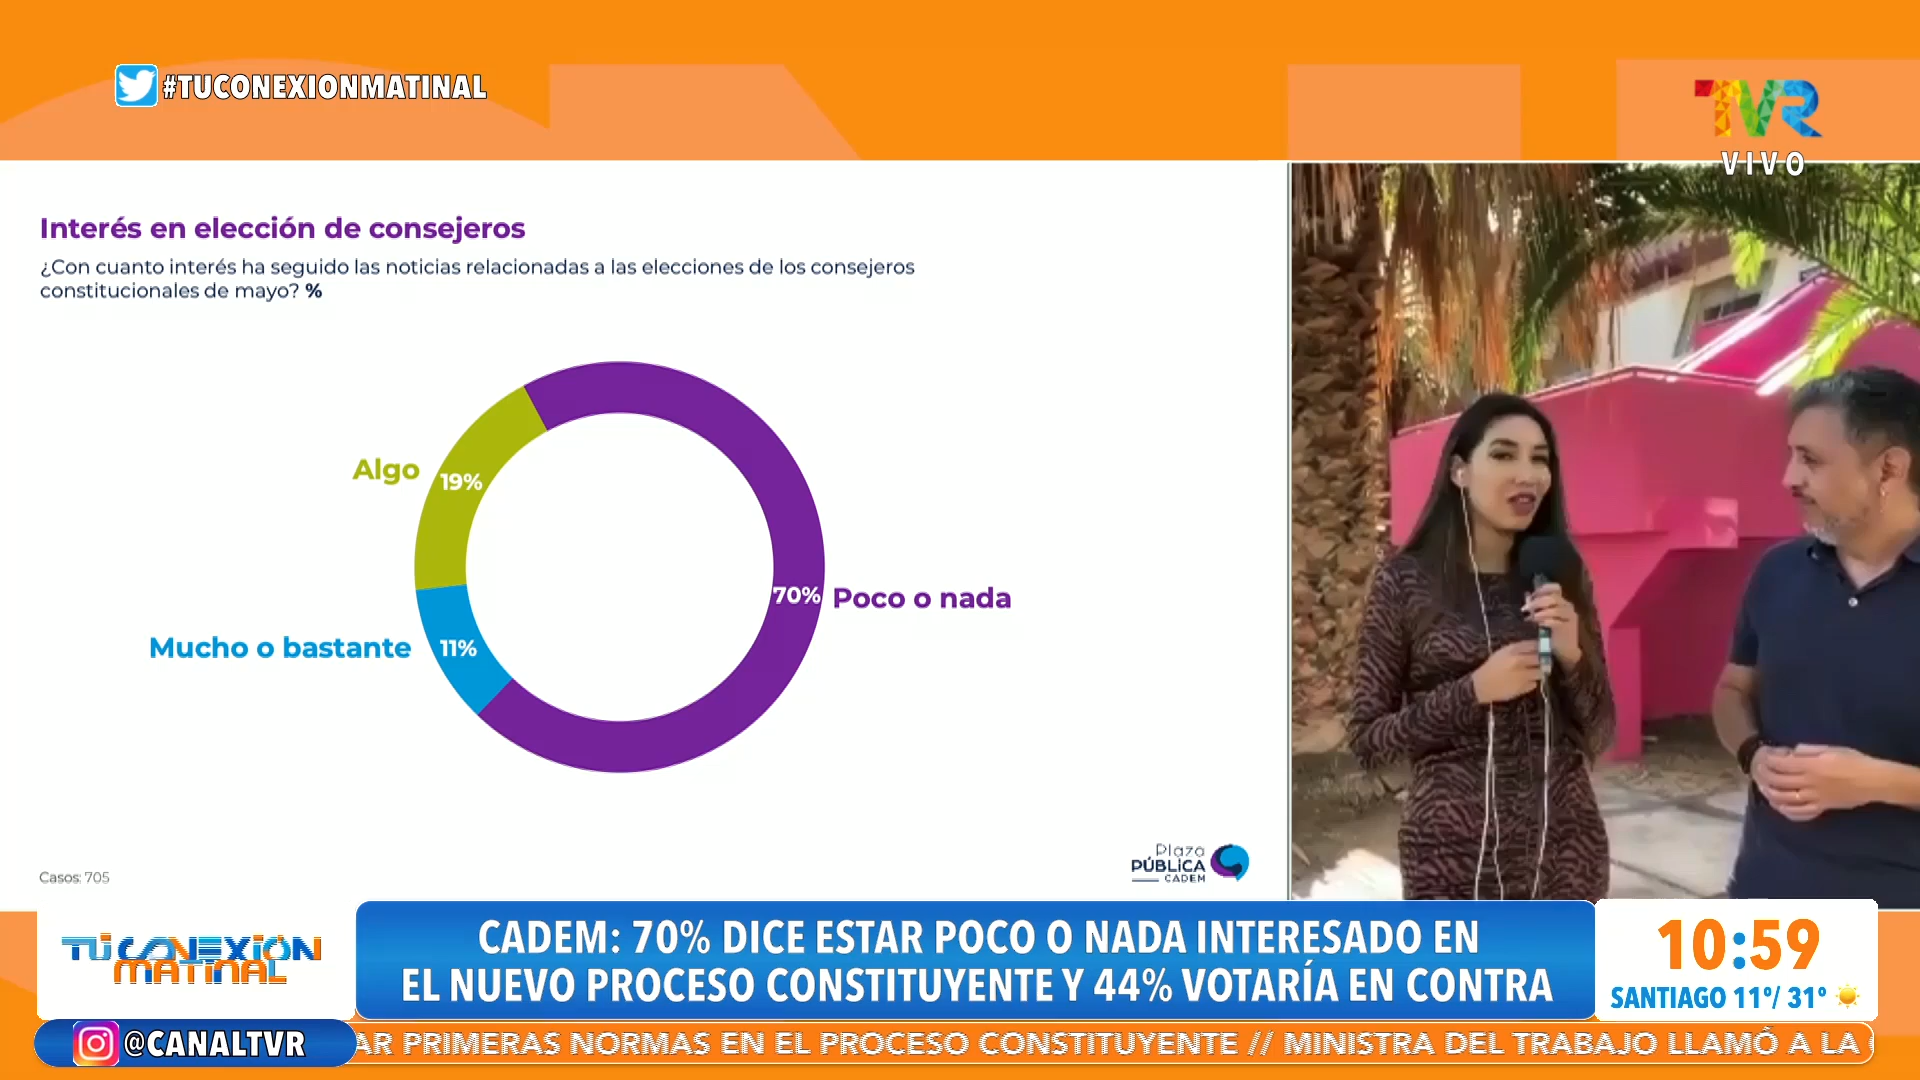 #TUCONEXIONMATINAL
TVR
VIVO
Interés en elección de consejeros
¿Con cuanto interés ha seguido las noticias relacionadas a las elecciones de los consejeros
constitucionales de mayo? %
Algo
19%
70% Poco o nada
Mucho o bastante
11%
Plaza
PÚBLICA
CADEM
Casos: 705
TÚ CONEXIÓN
MATINAL
CADEM: 70% DICE ESTAR POCO O NADA INTERESADO EN
EL NUEVO PROCESO CONSTITUYENTE Y 44% VOTARÍA EN CONTRA
10:59
SANTIAGO 11°/ 31°
@CANALTVR
AR PRIMERAS NORMAS EN EL PROCESO CONSTITUYENTE // MINISTRA DEL TRABAJO LLAMÓ A LA